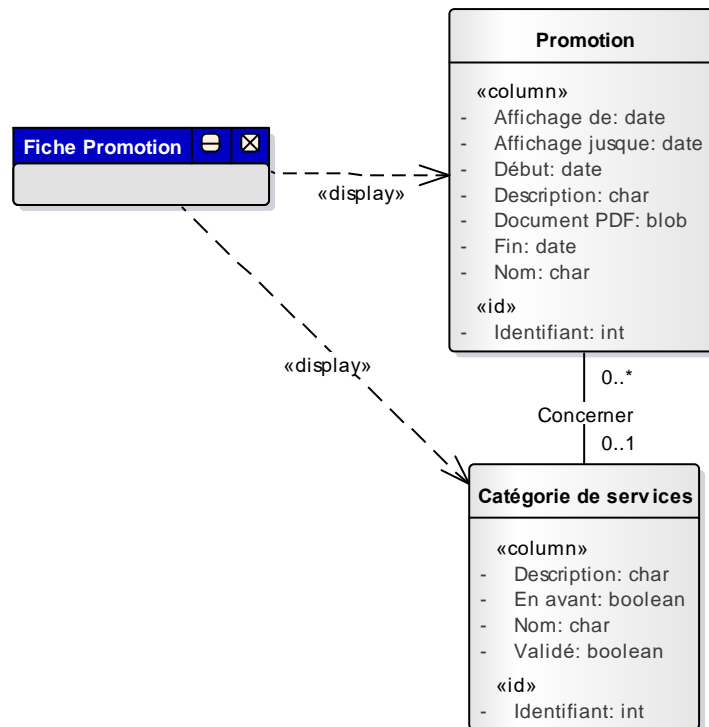 Promotion
«column»
- Affichage de: date
- Affichage jusque: date
- Début: date
- Description: char
- Document PDF: blob
- Fin: date
- Nom: char
«id»
- Identifiant: int
Fiche Promotion
«display»
«display»
0..*
Concerner
0..1
Catégorie de services
«column»
- Description: char
- En avant: boolean
- Nom: char
- Validé: boolean
«id»
- Identifiant: int